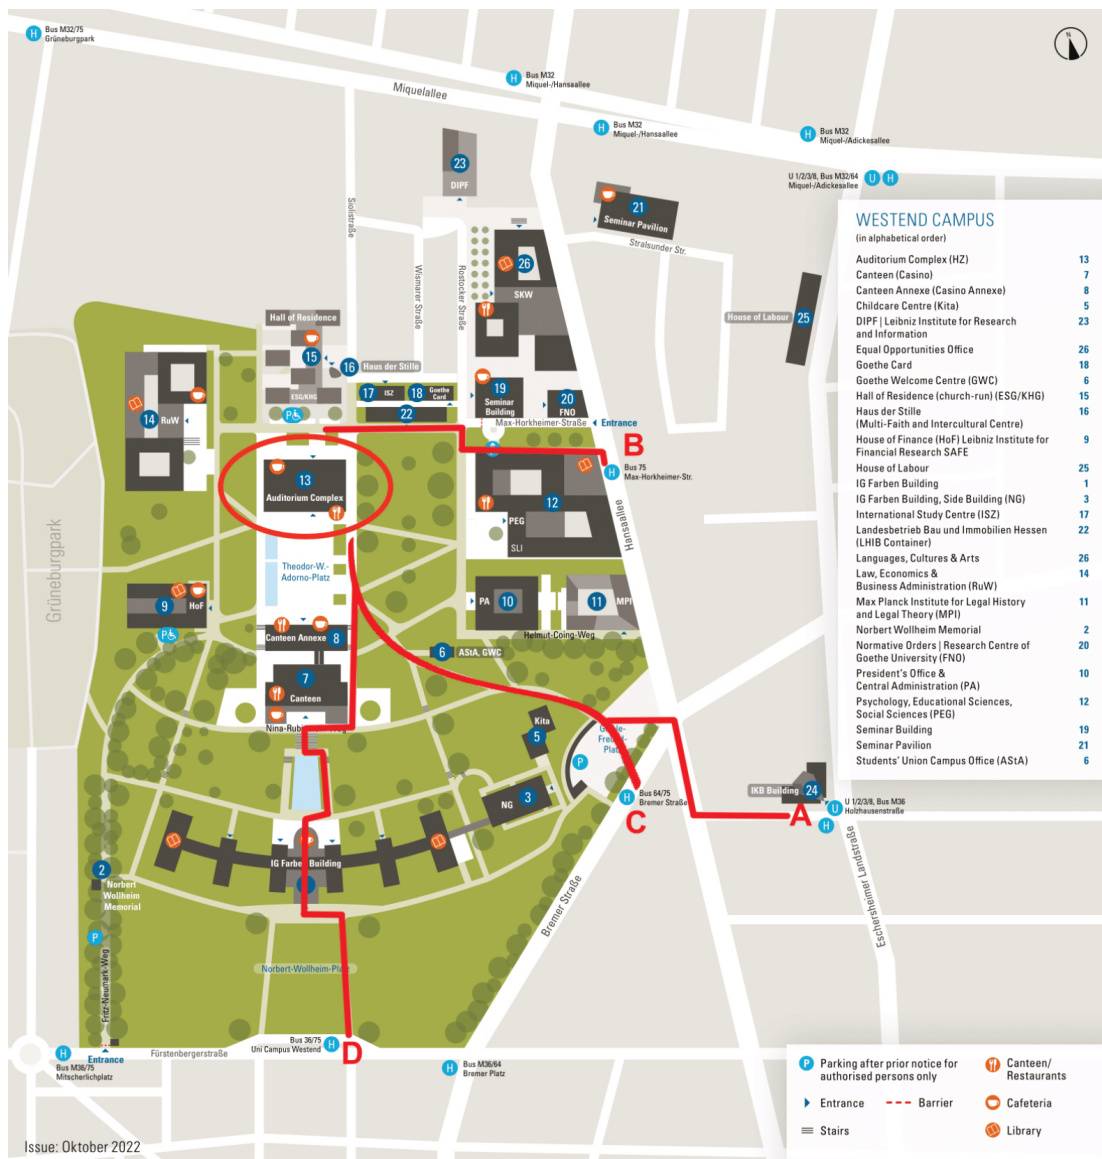 Bus M32/75
Grüneburgpark
N
Bus M32
Miquel-/Hansaallee
Miquelallee
Bus M32
Miquel-/Hansaallee
Bus M32
Miquel-/Adickesallee
U 1/2/3/8, Bus M32/64
Miquel-/Adickesallee
H
H
H
H
U H
23
DIPF
21
Seminar Pavilion
Stralsunder Str.
Siolistraße
Wismarer Straße
Rostocker Straße
26
SKW
House of Labour
25
Hall of Residence
15
16
Haus der Stille
ESG/KHG
17
ISZ
18
Goethe
Card
22
19
Seminar
Building
20
FNO
14
RuW
P
Max-Horkheimer-Straße
Entrance
B
H
Bus 75
Max-Horkheimer-Str.
13
Auditorium Complex
12
PEG
SLI
Hansaallee
Grüneburgpark
Theodor-W.-
Adorno-Platz
9
HoF
P
PA
10
11
MPI
Helmut-Coing-Weg
Canteen Annexe
8
6
AStA, GWC
7
Canteen
Kita
5
P
NG
3
H
Bus 64/75
Bremer Straße
C
IKB Building
24
A
U
H
U 1/2/3/8, Bus M36
Holzhausenstraße
Eschersheimer Landstraße
IG Farben Building
2
Norbert
Wollheim
Memorial
P
Fritz-Neumark-Weg
Bremer Straße
Norbert-Wollheim-Platz
Bus 36/75
Uni Campus Westend
H
D
Entrance
Fürstenbergerstraße
H
Bus M36/75
Mitscherlichplatz
H
Bus M36/64
Bremer Platz
Issue: Oktober 2022
WESTEND CAMPUS
(in alphabetical order)
Auditorium Complex (HZ) 13
Canteen (Casino) 7
Canteen Annexe (Casino Annexe) 8
Childcare Centre (Kita) 5
DIPF | Leibniz Institute for Research 23
and Information
Equal Opportunities Office 26
Goethe Card 18
Goethe Welcome Centre (GWC) 6
Hall of Residence (church-run) (ESG/KHG) 15
Haus der Stille 16
(Multi-Faith and Intercultural Centre)
House of Finance (HoF) Leibniz Institute for 9
Financial Research SAFE
House of Labour 25
IG Farben Building 1
IG Farben Building, Side Building (NG) 3
International Study Centre (ISZ) 17
Landesbetrieb Bau und Immobilien Hessen 22
(LHIB Container)
Languages, Cultures & Arts 26
Law, Economics & 14
Business Administration (RuW)
Max Planck Institute for Legal History 11
and Legal Theory (MPI)
Norbert Wollheim Memorial 2
Normative Orders | Research Centre of 20
Goethe University (FNO)
President's Office & 10
Central Administration (PA)
Psychology, Educational Sciences, 12
Social Sciences (PEG)
Seminar Building 19
Seminar Pavilion 21
Students' Union Campus Office (AStA) 6
P Parking after prior notice for
authorised persons only
Canteen/
Restaurants
Entrance
Barrier
Cafeteria
Stairs
Library